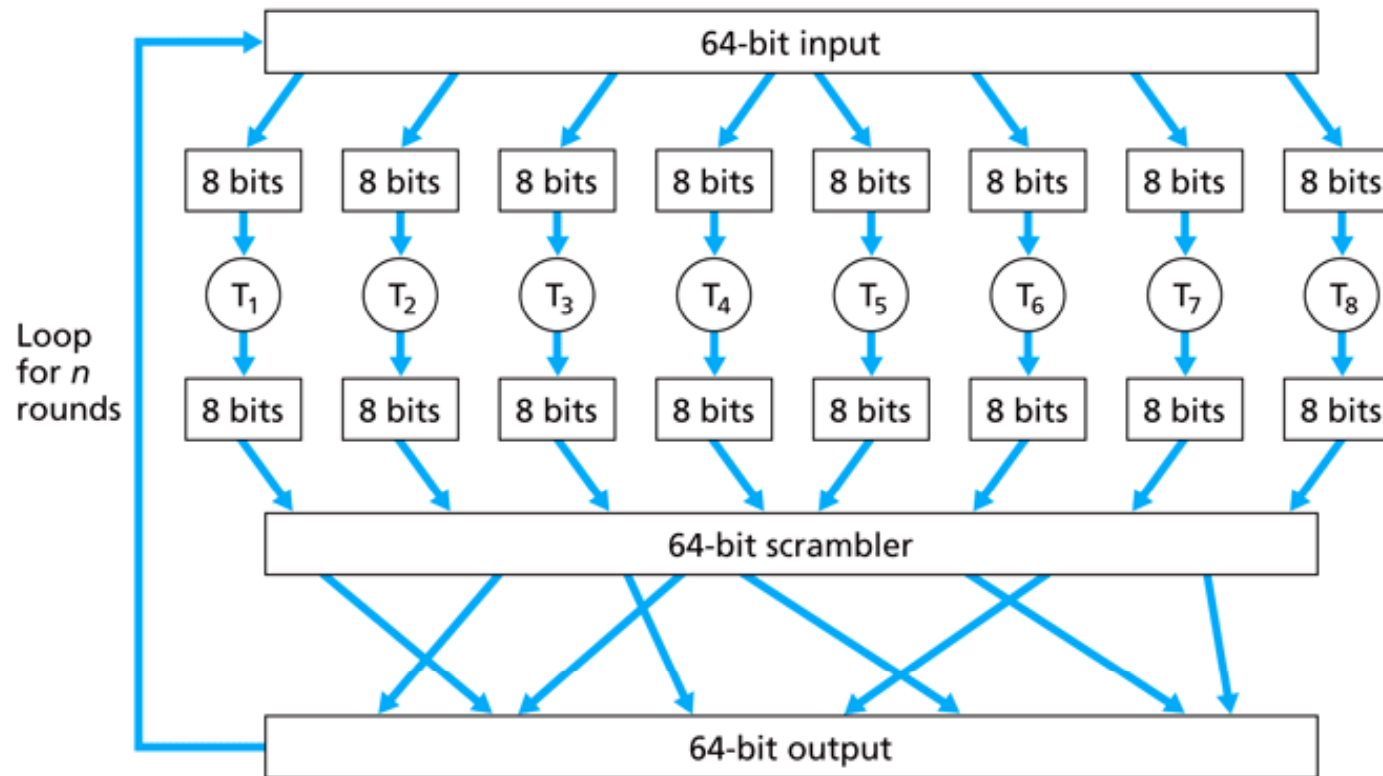 64-bit input
8 bits 8 bits 8 bits 8 bits 8 bits 8 bits 8 bits 8 bits
T₁ T₂ T₃ T₄ T₅ T₆ T₇ T₈
Loop
for n
rounds
8 bits 8 bits 8 bits 8 bits 8 bits 8 bits 8 bits 8 bits
64-bit scrambler
64-bit output